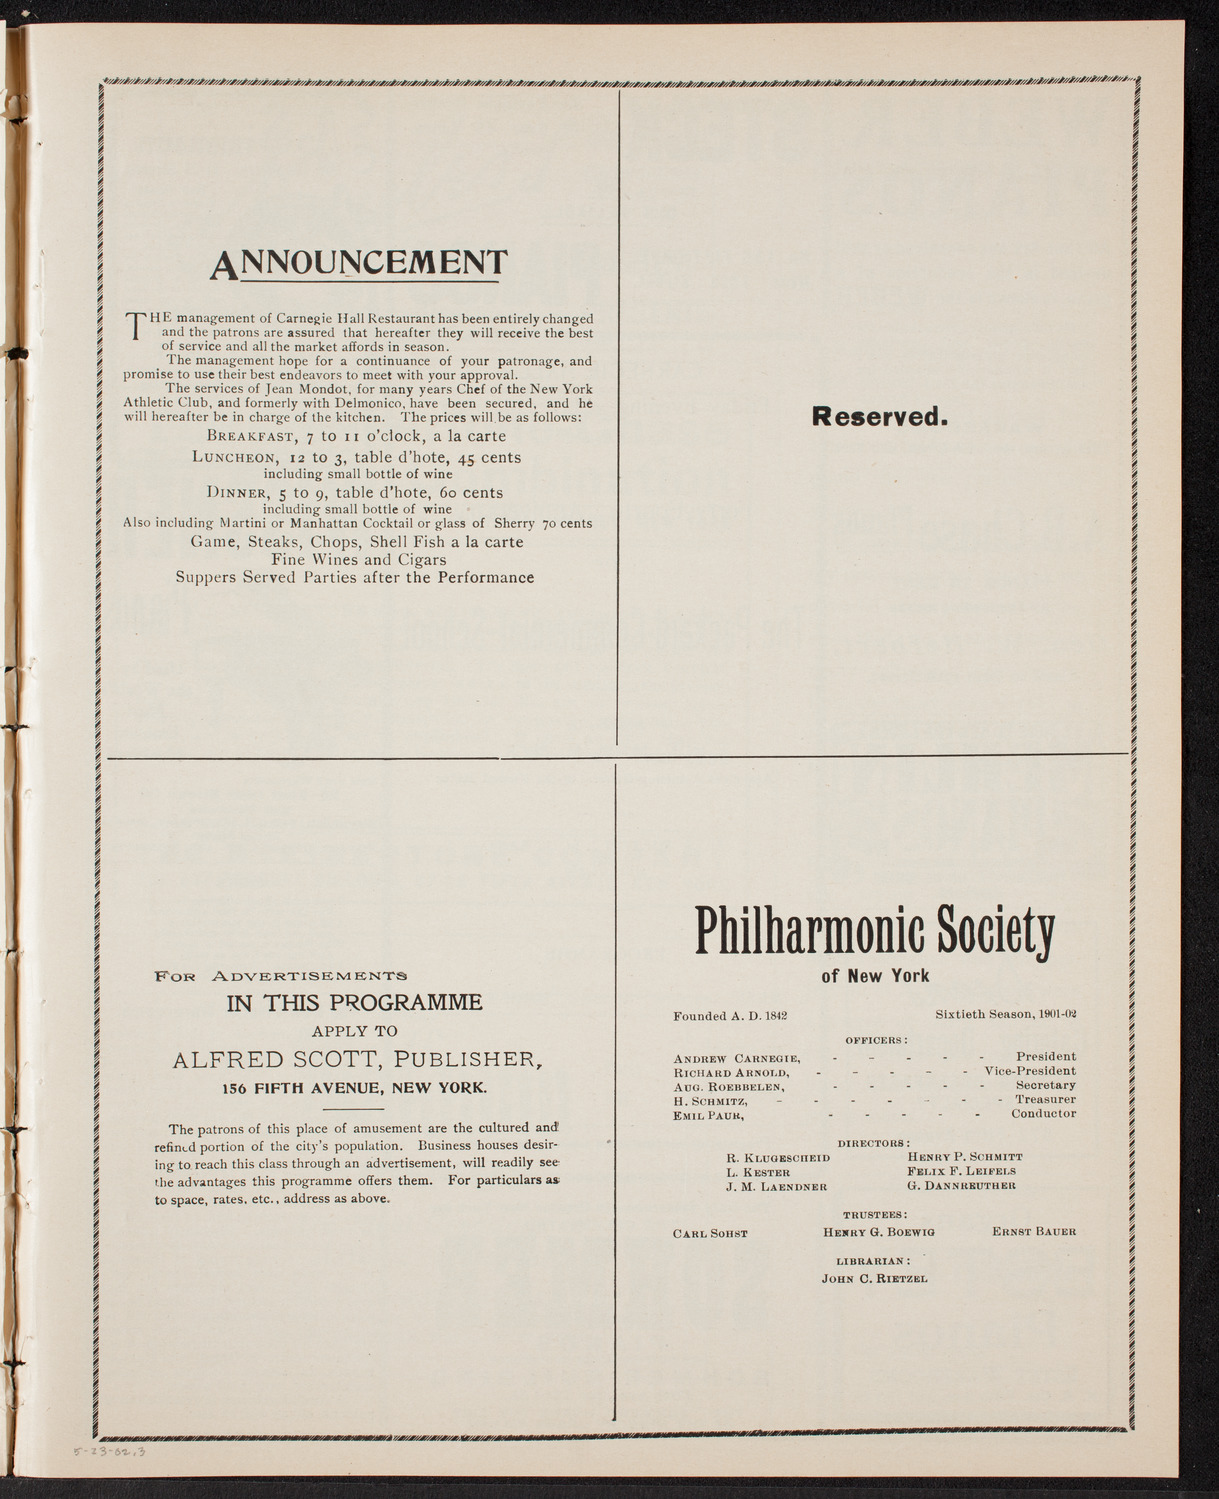 ANNOUNCEMENT
THE management of Carnegie Hall Restaurant has been entirely changed
and the patrons are assured that hereafter they will receive the best
of service and all the market affords in season.
The management hope for a continuance of your patronage, and
promise to use their best endeavors to meet with your approval.
The services of Jean Mondot, for many years Chef of the New York
Athletic Club, and formerly with Delmonico, have been secured, and he
will hereafter be in charge of the kitchen. The prices will be as follows:
BREAKFAST, 7 to 11 o'clock, a la carte
LUNCHEON, 12 to 3, table d'hote, 45 cents
including small bottle of wine
DINNER, 5 to 9, table d'hote, 60 cents
including small bottle of wine
Also including Martini or Manhattan Cocktail or glass of Sherry 70 cents
Game, Steaks, Chops, Shell Fish a la carte
Fine Wines and Cigars
Suppers Served Parties after the Performance
Reserved.
FOR ADVERTISEMENTS
IN THIS PROGRAMME
APPLY TO
ALFRED SCOTT, PUBLISHER,
156 FIFTH AVENUE, NEW YORK.
The patrons of this place of amusement are the cultured and
refined portion of the city's population. Business houses desir-
ing to reach this class through an advertisement, will readily see
the advantages this programme offers them. For particulars as
to space, rates, etc., address as above.
Philharmonic Society
of New York
Founded A. D. 1842 Sixtieth Season, 1901-02
OFFICERS:
ANDREW CARNEGIE, - - - - - President
RICHARD ARNOLD, - - - - - Vice-President
AUG. ROEBBELEN, - - - - - Secretary
H. SCHMITZ, - - - - - - - Treasurer
EMIL PAUR, - - - - - Conductor
DIRECTORS:
R. KLUGESCHEID HENRY P. SCHMITT
L. KESTER FELIX F. LEIFELS
J. M. LAENDNER G. DANNREUTHER
TRUSTEES:
CARL SOHST HENRY G. BOEWIG ERNST BAUER
LIBRARIAN:
JOHN C. RIETZEL
5-23-02.3